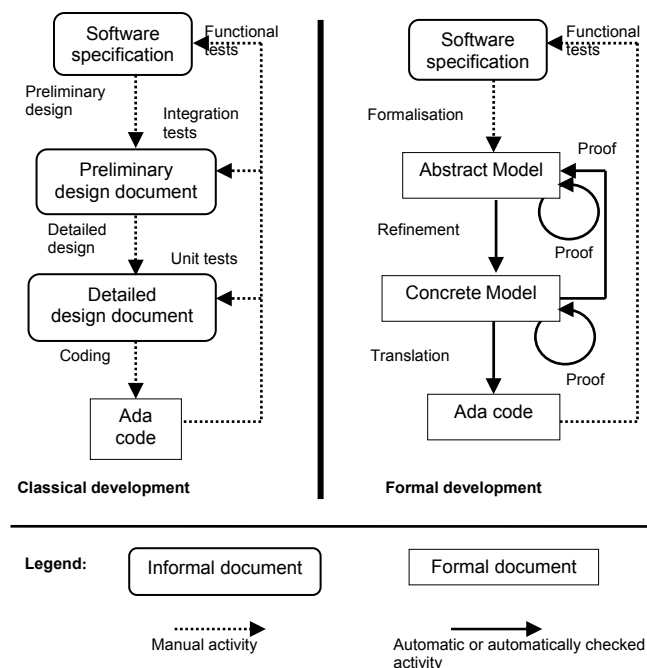 Software
specification
Functional
tests
Preliminary
design
Integration
tests
Preliminary
design document
Detailed
design
Unit tests
Detailed
design document
Coding
Ada
code
Classical development
Software
specification
Functional
tests
Formalisation
Proof
Abstract Model
Refinement
Proof
Concrete Model
Translation
Proof
Ada code
Formal development
Legend:
Informal document
Formal document
Manual activity
Automatic or automatically checked
activity